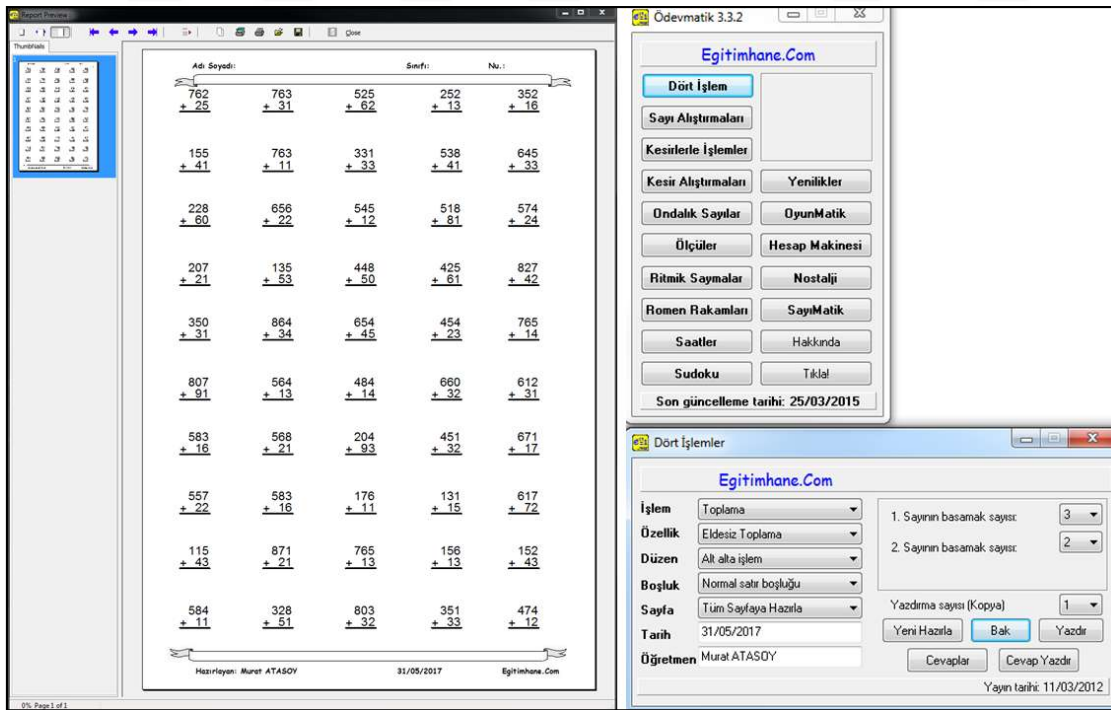 Report Preview
Close
Thumbnails
Adı Soyadı: Sınıfı: Nu.:
762 763 525 252 352
+ 25 + 31 + 62 + 13 + 16
155 763 331 538 645
+ 41 + 11 + 33 + 41 + 33
228 656 545 518 574
+ 60 + 22 + 12 + 81 + 24
207 135 448 425 827
+ 21 + 53 + 50 + 61 + 42
350 864 654 454 765
+ 31 + 34 + 45 + 23 + 14
807 564 484 660 612
+ 91 + 13 + 14 + 32 + 31
583 568 204 451 671
+ 16 + 21 + 93 + 32 + 17
557 583 176 131 617
+ 22 + 16 + 11 + 15 + 72
115 871 765 156 152
+ 43 + 21 + 13 + 13 + 43
584 328 803 351 474
+ 11 + 51 + 32 + 33 + 12
Hazırlayan: Murat ATASOY 31/05/2017 Egitimhane.Com
0% Page 1 of 1
Ödevmatik 3.3.2
Egitimhane.Com
Dört İşlem
Sayı Alıştırmaları
Kesirlerle İşlemler
Kesir Alıştırmaları Yenilikler
Ondalık Sayılar OyunMatik
Ölçüler Hesap Makinesi
Ritmik Saymalar Nostalji
Romen Rakamları SayıMatik
Saatler Hakkında
Sudoku Tıkla!
Son güncelleme tarihi: 25/03/2015
Dört İşlemler
Egitimhane.Com
İşlem Toplama 1. Sayının basamak sayısı: 3
Özellik Eldesiz Toplama 2. Sayının basamak sayısı: 2
Düzen Alt alta işlem
Boşluk Normal satır boşluğu
Sayfa Tüm Sayfaya Hazırla Yazdırma sayısı (Kopya) 1
Tarih 31/05/2017 Yeni Hazırla Bak Yazdır
Öğretmen Murat ATASOY Cevaplar Cevap Yazdır
Yayın tarihi: 11/03/2012